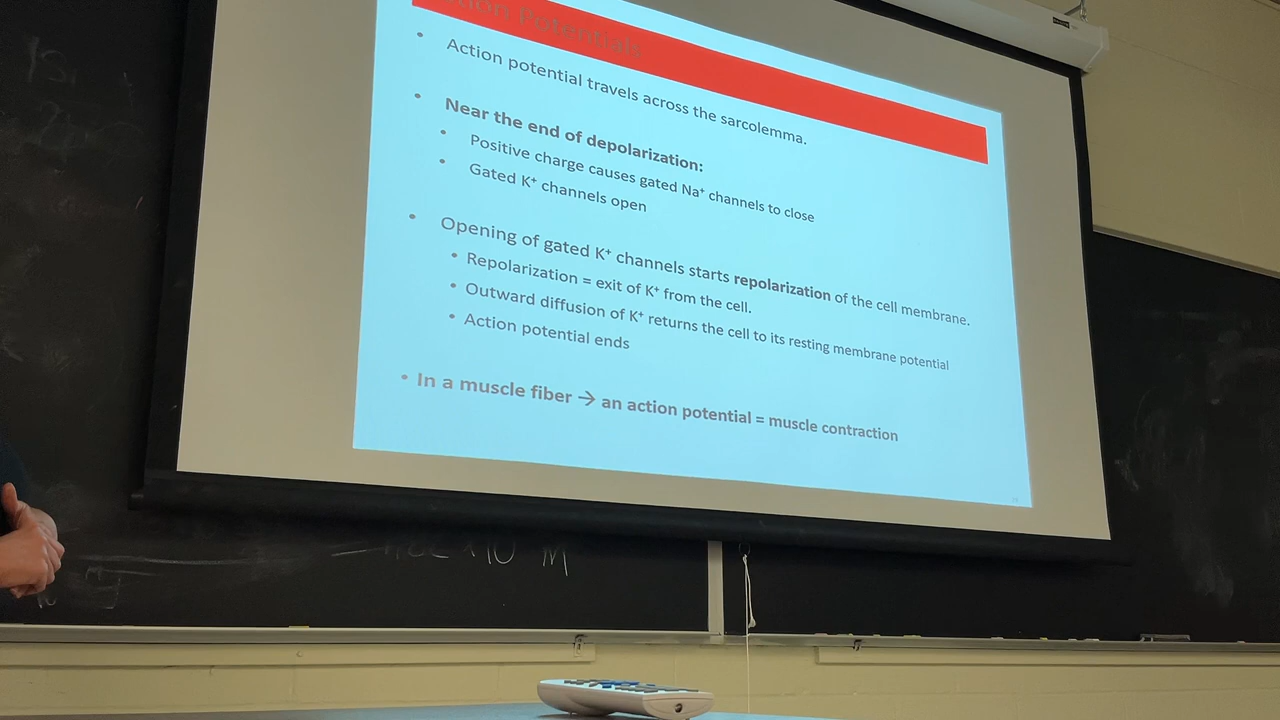 Action Potentials
• Action potential travels across the sarcolemma.
• Near the end of depolarization:
• Positive charge causes gated Na⁺ channels to close
• Gated K⁺ channels open
• Opening of gated K⁺ channels starts repolarization of the cell membrane.
• Repolarization = exit of K⁺ from the cell.
• Outward diffusion of K⁺ returns the cell to its resting membrane potential
• Action potential ends
• In a muscle fiber → an action potential = muscle contraction